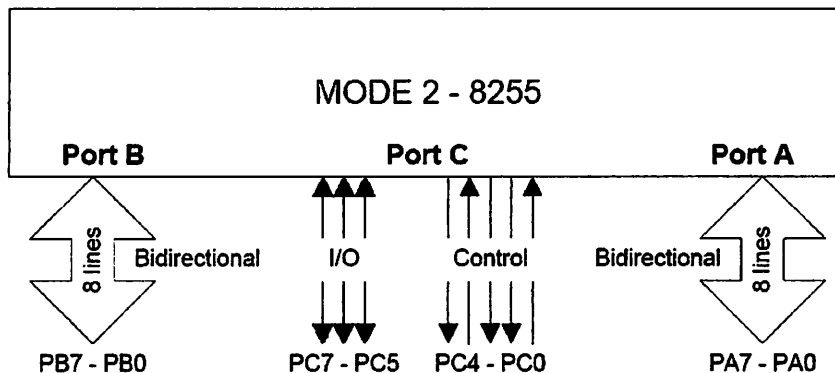 MODE 2 - 8255
Port B
Port C
Port A
8 lines
Bidirectional
I/O
Control
Bidirectional
8 lines
PB7 - PB0
PC7 - PC5
PC4 - PC0
PA7 - PA0